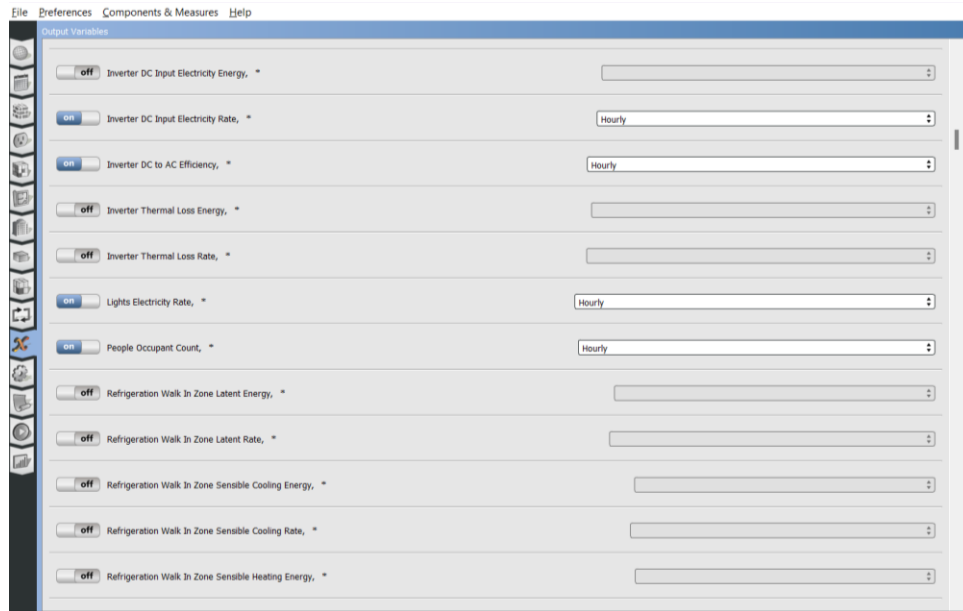 File Preferences Components & Measures Help
Output Variables
off Inverter DC Input Electricity Energy, *
on Inverter DC Input Electricity Rate, * Hourly
on Inverter DC to AC Efficiency, * Hourly
off Inverter Thermal Loss Energy, *
off Inverter Thermal Loss Rate, *
on Lights Electricity Rate, * Hourly
on People Occupant Count, * Hourly
off Refrigeration Walk In Zone Latent Energy, *
off Refrigeration Walk In Zone Latent Rate, *
off Refrigeration Walk In Zone Sensible Cooling Energy, *
off Refrigeration Walk In Zone Sensible Cooling Rate, *
off Refrigeration Walk In Zone Sensible Heating Energy, *